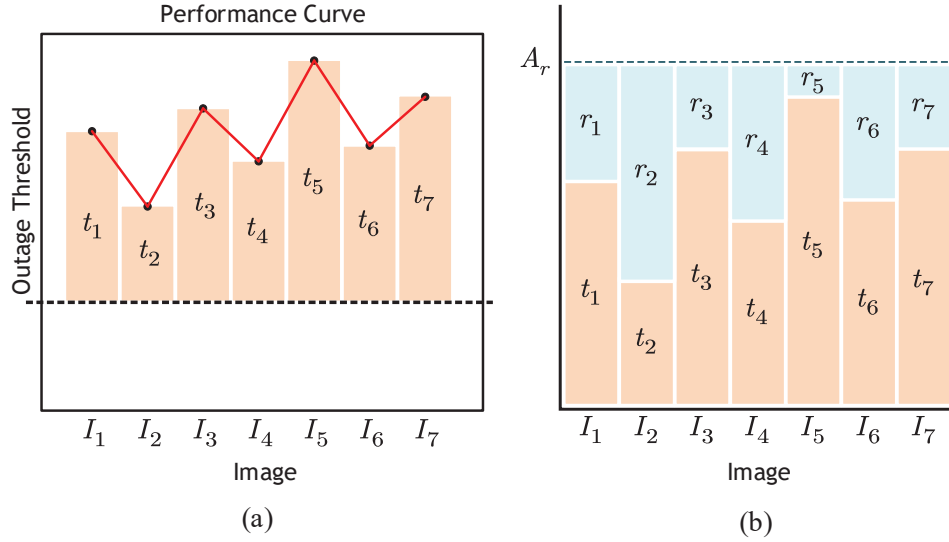 Performance Curve
Outage Threshold
t₁
t₂
t₃
t₄
t₅
t₆
t₇
I₁ I₂ I₃ I₄ I₅ I₆ I₇
Image
(a)
Aᵣ
r₁
r₂
r₃
r₄
r₅
r₆
r₇
t₁
t₂
t₃
t₄
t₅
t₆
t₇
I₁ I₂ I₃ I₄ I₅ I₆ I₇
Image
(b)